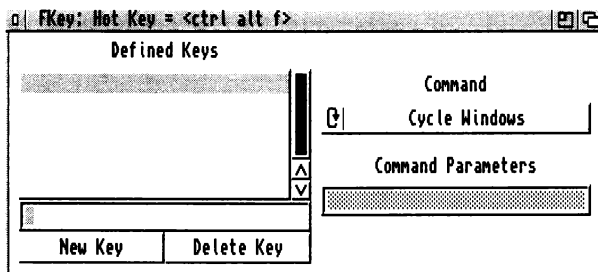 FKey: Hot Key = <ctrl alt f>
Defined Keys
Command
Cycle Windows
Command Parameters
New Key
Delete Key